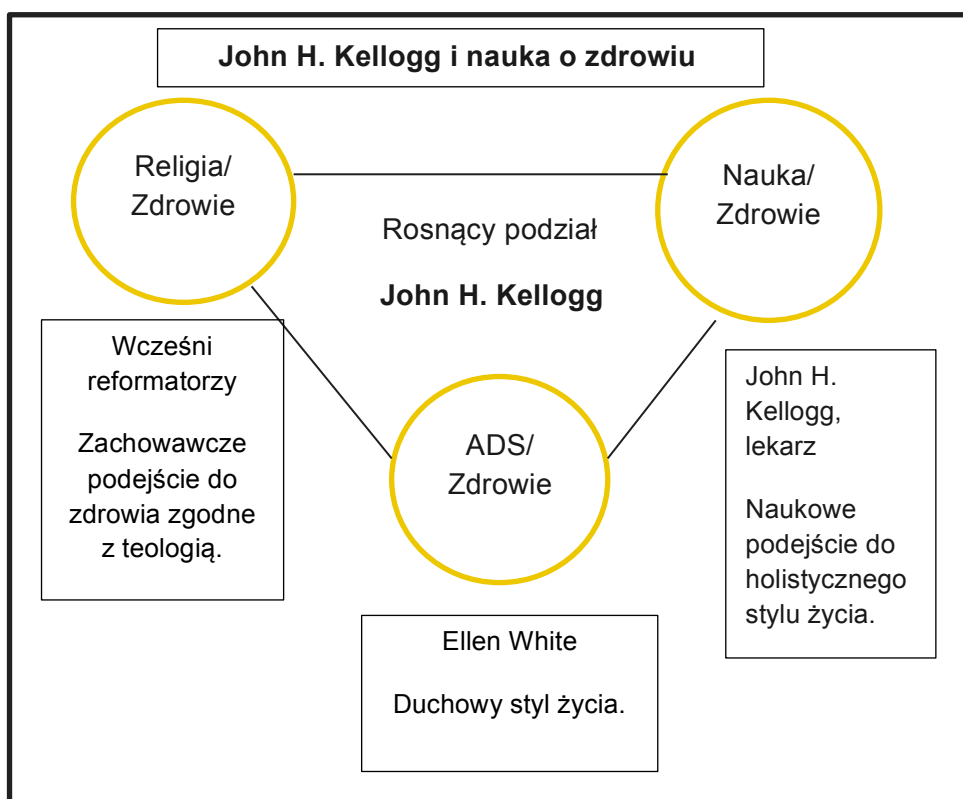 John H. Kellogg i nauka o zdrowiu
Religia/
Zdrowie
Nauka/
Zdrowie
Rosnący podział
John H. Kellogg
Wcześni
reformatorzy
Zachowawcze
podejście do
zdrowia zgodne
z teologią.
ADS/
Zdrowie
John H.
Kellogg,
lekarz
Naukowe
podejście do
holistycznego
stylu życia.
Ellen White
Duchowy styl życia.